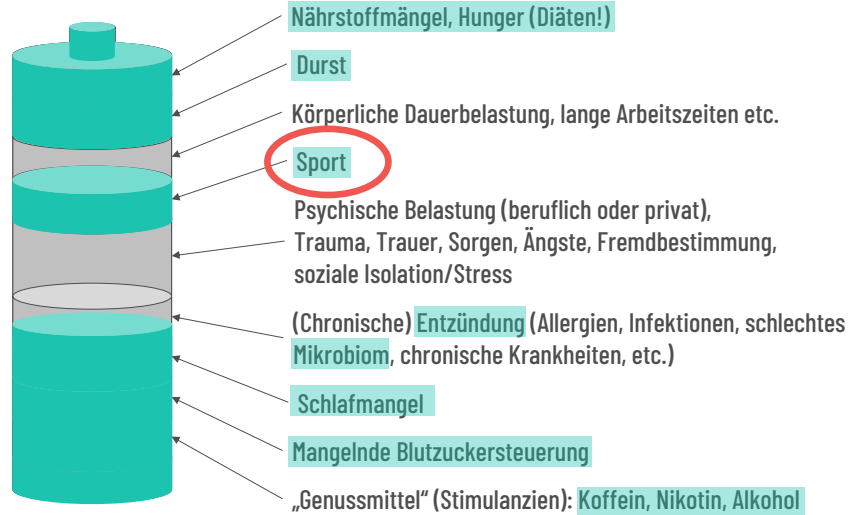 Nährstoffmängel, Hunger (Diäten!)
Durst
Körperliche Dauerbelastung, lange Arbeitszeiten etc.
Sport
Psychische Belastung (beruflich oder privat),
Trauma, Trauer, Sorgen, Ängste, Fremdbestimmung,
soziale Isolation/Stress
(Chronische) Entzündung (Allergien, Infektionen, schlechtes
Mikrobiom, chronische Krankheiten, etc.)
Schlafmangel
Mangelnde Blutzuckersteuerung
„Genussmittel“ (Stimulanzien): Koffein, Nikotin, Alkohol